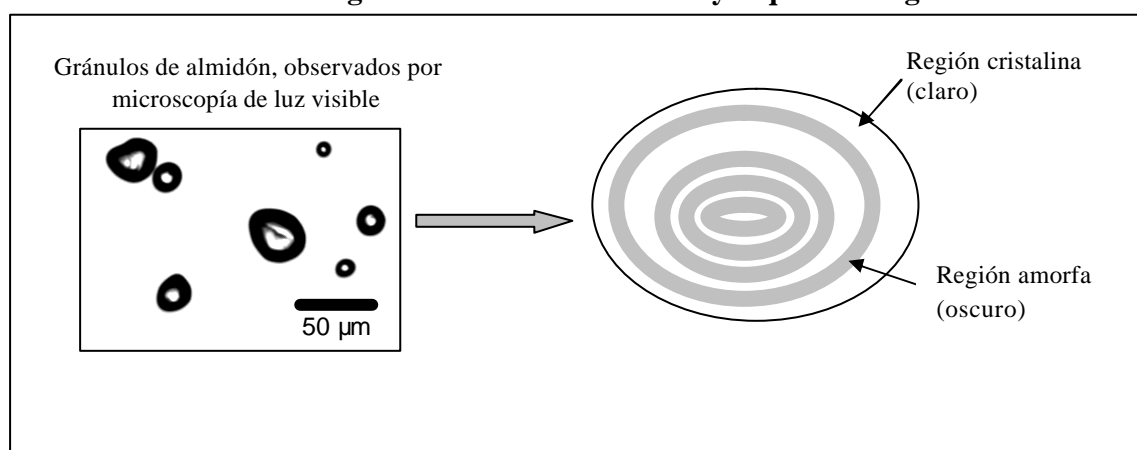 Gránulos de almidón, observados por
microscopía de luz visible
50 µm
Región cristalina
(claro)
Región amorfa
(oscuro)